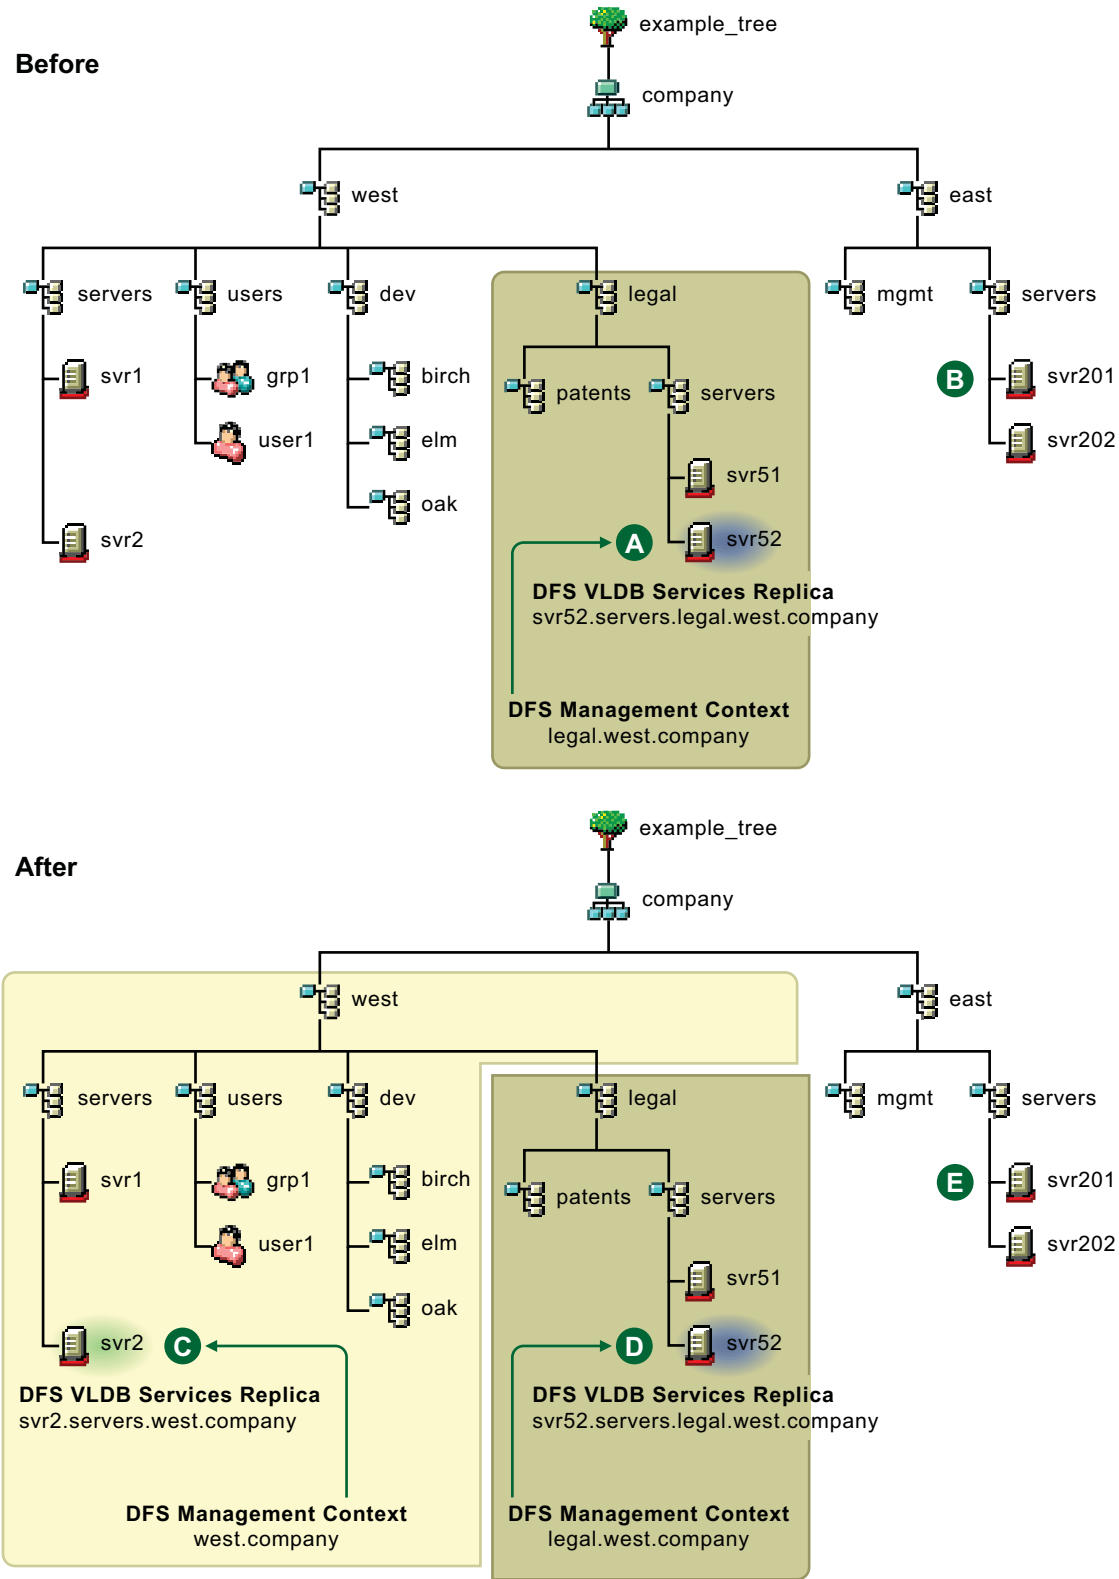 example_tree
Before
company
west
east
servers
users
dev
legal
mgmt
servers
svr1
grp1
birch
patents
servers
B
svr201
user1
elm
svr202
svr51
oak
svr2
A
svr52
DFS VLDB Services Replica
svr52.servers.legal.west.company
DFS Management Context
legal.west.company
example_tree
After
company
west
east
servers
users
dev
legal
mgmt
servers
svr1
grp1
birch
patents
servers
E
svr201
user1
elm
svr202
svr51
oak
svr2
C
D
svr52
DFS VLDB Services Replica
svr2.servers.west.company
DFS VLDB Services Replica
svr52.servers.legal.west.company
DFS Management Context
west.company
DFS Management Context
legal.west.company